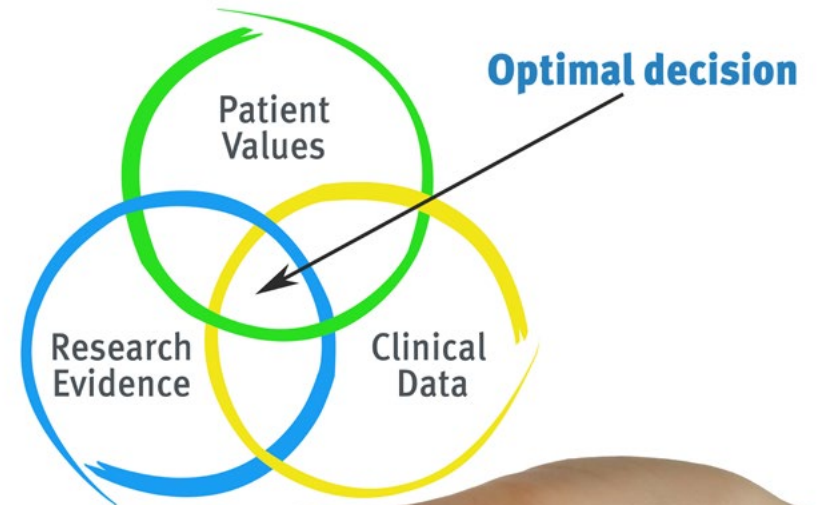 Optimal decision
Patient
Values
Research
Evidence
Clinical
Data